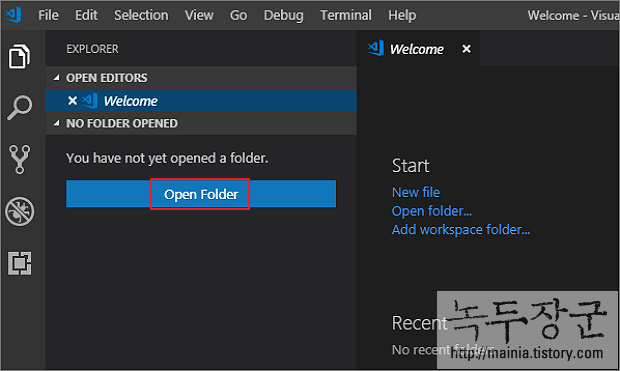 File Edit Selection View Go Debug Terminal Help Welcome - Visua
EXPLORER
OPEN EDITORS
Welcome
NO FOLDER OPENED
You have not yet opened a folder.
Open Folder
Welcome
Start
New file
Open folder...
Add workspace folder...
Recent
No recent folders
녹두장군
http://mainia.tistory.com